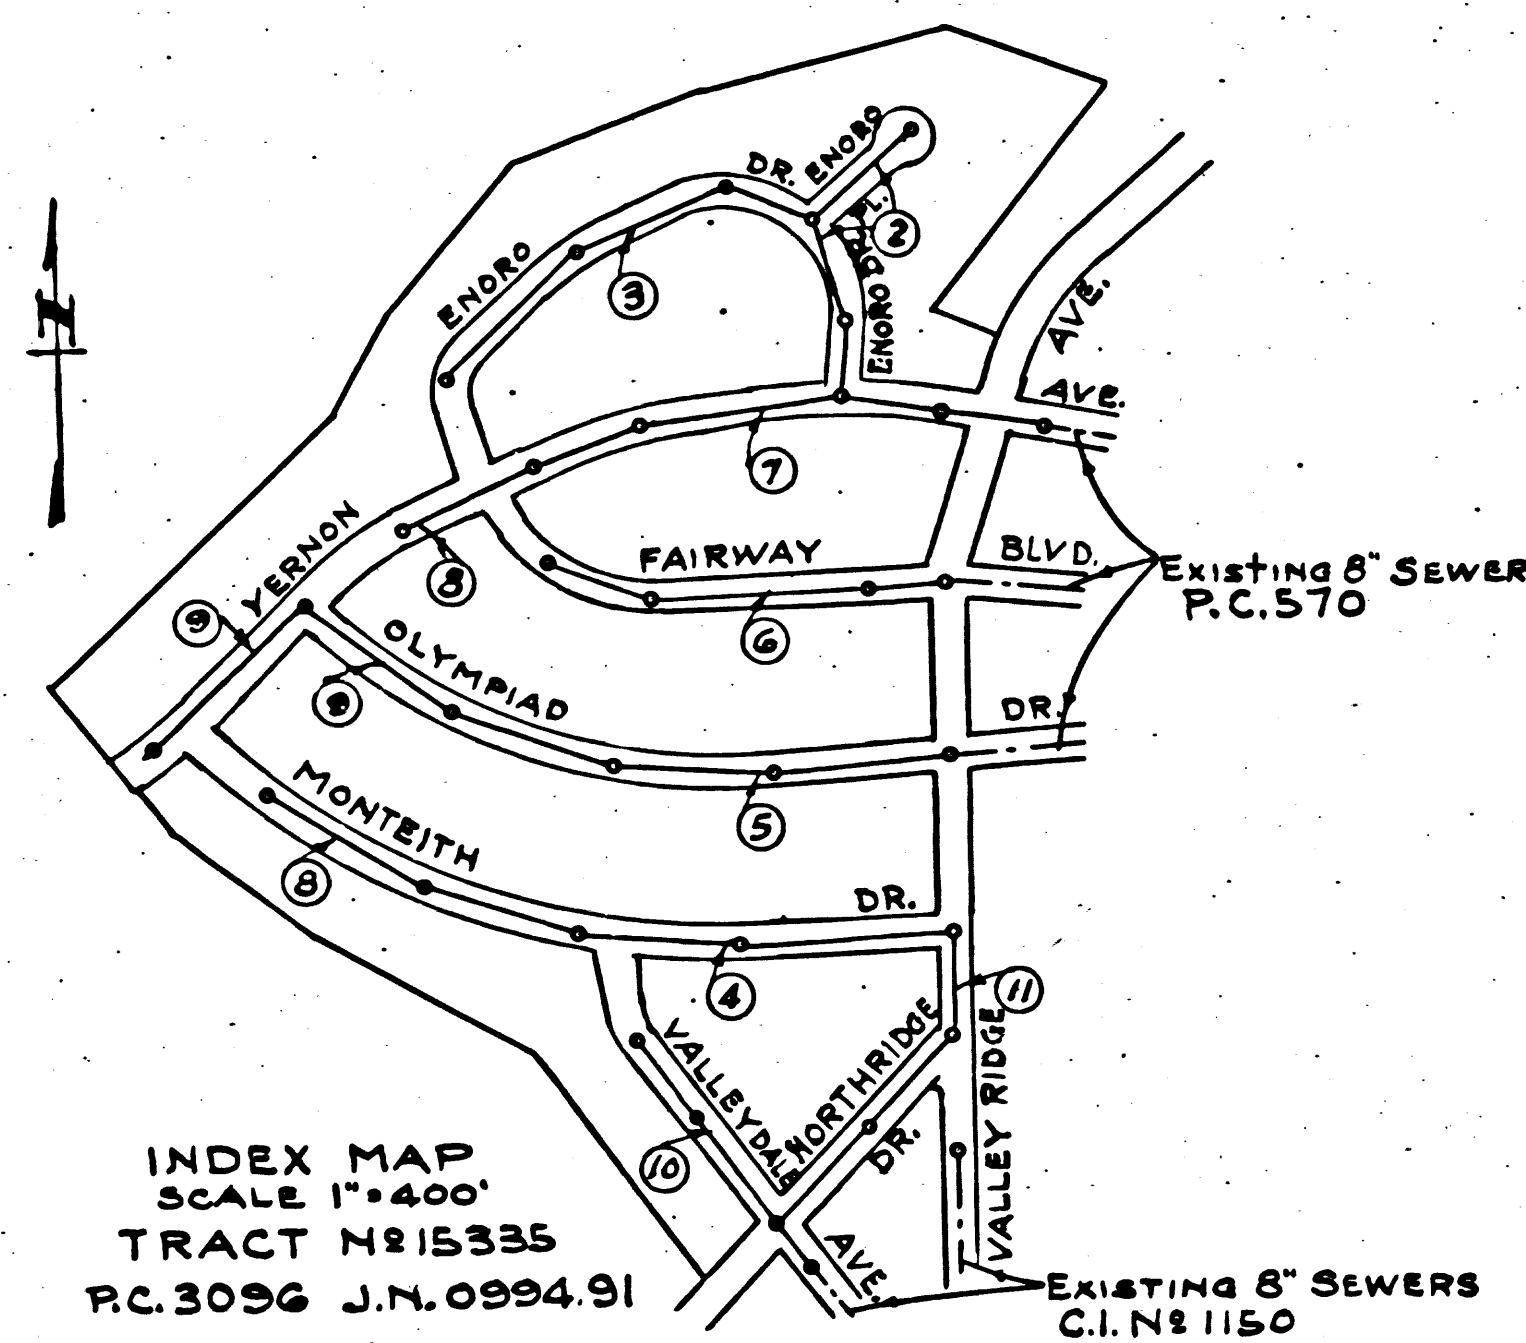 DR. ENORO
PL.
2
ENORO
3
ENORO DR.
N
AVE.
AVE.
7
VERNON
8
FAIRWAY
BLVD.
EXISTING 8" SEWER
P.C. 570
9
OLYMPIAD
6
DR.
MONTEITH
5
8
DR.
4
11
VALLEYDALE
NORTHRIDGE
DR.
VALLEY RIDGE
10
AVE.
INDEX MAP
SCALE 1"=400'
TRACT Nº 15335
P.C. 3096 J.N. 0994.91
EXISTING 8" SEWERS
C.I. Nº 1150